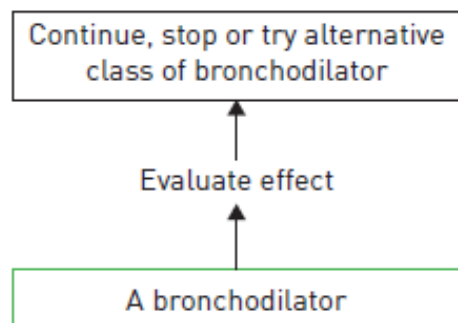 Continue, stop or try alternative
class of bronchodilator
Evaluate effect
A bronchodilator